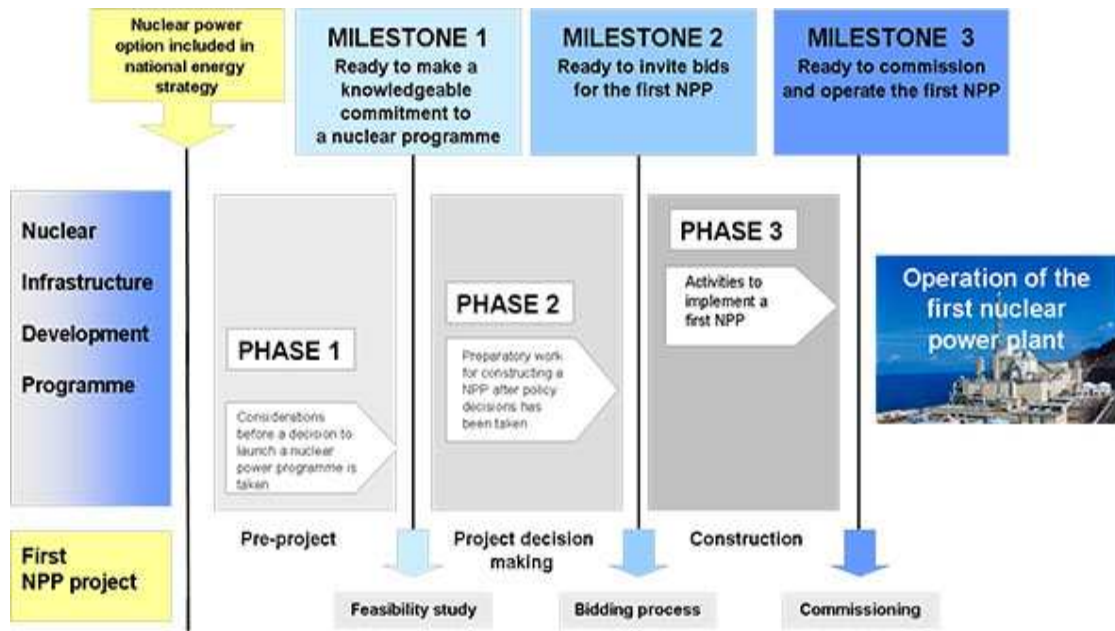 Nuclear power
option included in
national energy
strategy
MILESTONE 1
Ready to make a
knowledgeable
commitment to
a nuclear programme
MILESTONE 2
Ready to invite bids
for the first NPP
MILESTONE 3
Ready to commission
and operate the first NPP
Nuclear
Infrastructure
Development
Programme
PHASE 1
Considerations
before a decision to
launch a nuclear
power programme is
taken
PHASE 2
Preparatory work
for constructing a
NPP after policy
decisions has
been taken
PHASE 3
Activities to
implement a
first NPP
Operation of the
first nuclear
power plant
First
NPP project
Pre-project
Project decision
making
Construction
Feasibility study
Bidding process
Commissioning